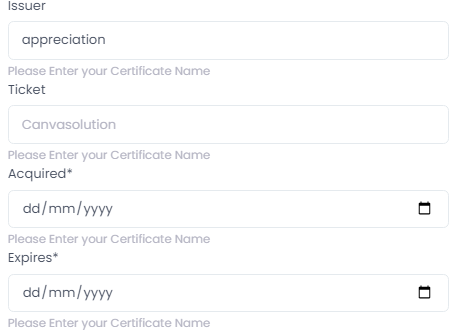 Issuer
appreciation
Please Enter your Certificate Name
Ticket
Canvasolution
Please Enter your Certificate Name
Acquired*
dd/mm/yyyy
Please Enter your Certificate Name
Expires*
dd/mm/yyyy
Please Enter your Certificate Name